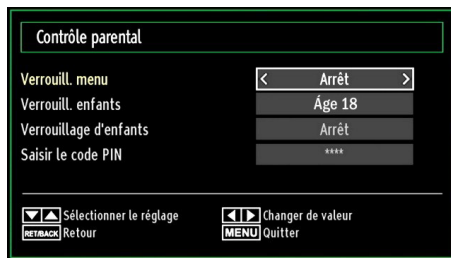 Contrôle parental
Verrouill. menu < Arrêt >
Verrouill. enfants Áge 18
Verrouillage d'enfants Arrêt
Saisir le code PIN ****
Sélectionner le réglage Changer de valeur
RET/BACK Retour MENU Quitter